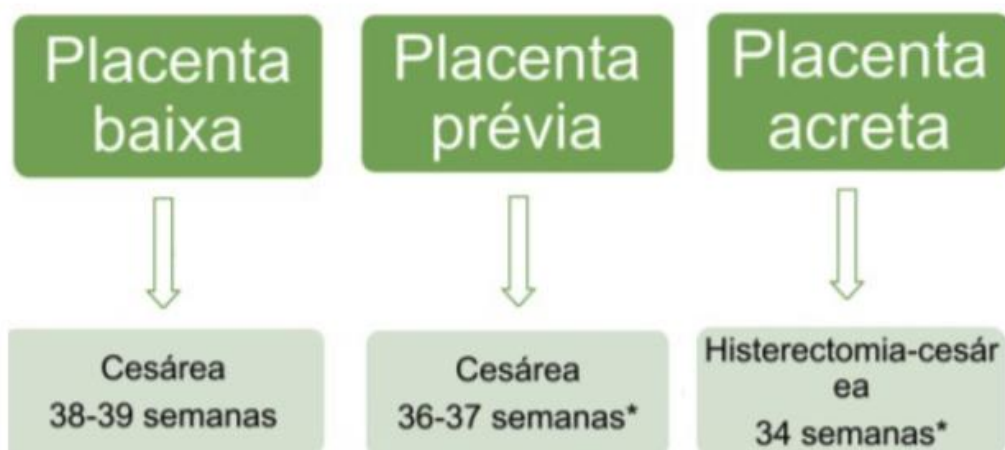 Placenta
baixa
Placenta
prévia
Placenta
acreta
Cesárea
38-39 semanas
Cesárea
36-37 semanas*
Histerectomia-cesár
ea
34 semanas*